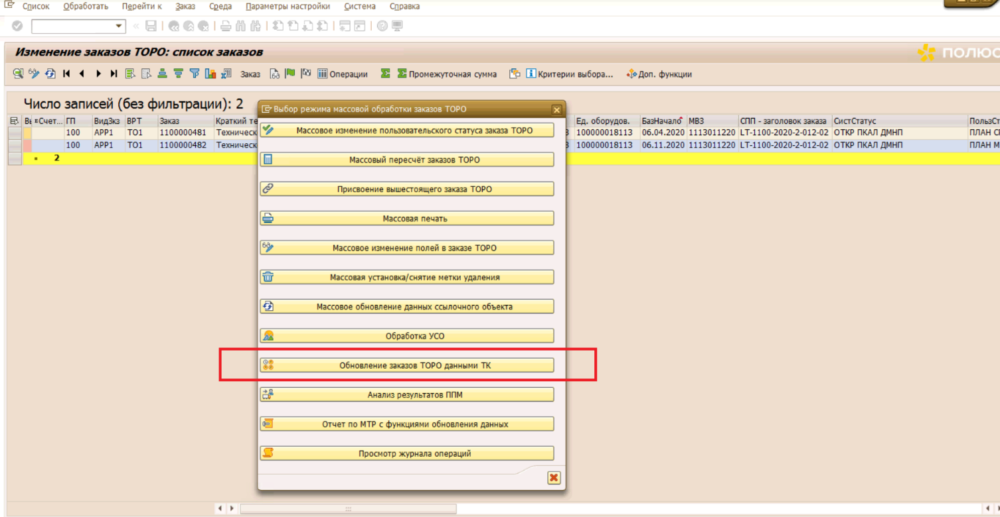 Список Обработать Перейти к Заказ Среда Параметры настройки Система Справка
Изменение заказов ТОРО: список заказов
ПОЛЮС
Заказ Операции Промежуточная сумма Критерии выбора... Доп. функции
Число записей (без фильтрации): 2
Вы Счет... ГП ВидЗкз ВРТ Заказ Краткий те Ед. оборудов. БазНачало МВЗ СПП - заголовок заказа СистСтатус ПользСт
100 APP1 TO1 1100000481 Техническ 3 100000018113 06.04.2020 1113011220 LT-1100-2020-2-012-02 ОТКР ПКАЛ ДМНП ПЛАН СР
100 APP1 TO1 1100000482 Техническ 3 100000018113 06.11.2020 1113011220 LT-1100-2020-2-012-02 ОТКР ПКАЛ ДМНП ПЛАН М
2
Выбор режима массовой обработки заказов ТОРО
Массовое изменение пользовательского статуса заказа ТОРО
Массовый пересчёт заказов ТОРО
Присвоение вышестоящего заказа ТОРО
Массовая печать
Массовое изменение полей в заказе ТОРО
Массовая установка/снятие метки удаления
Массовое обновление данных ссылочного объекта
Обработка УСО
Обновление заказов ТОРО данными ТК
Анализ результатов ППМ
Отчет по МТР с функциями обновления данных
Просмотр журнала операций